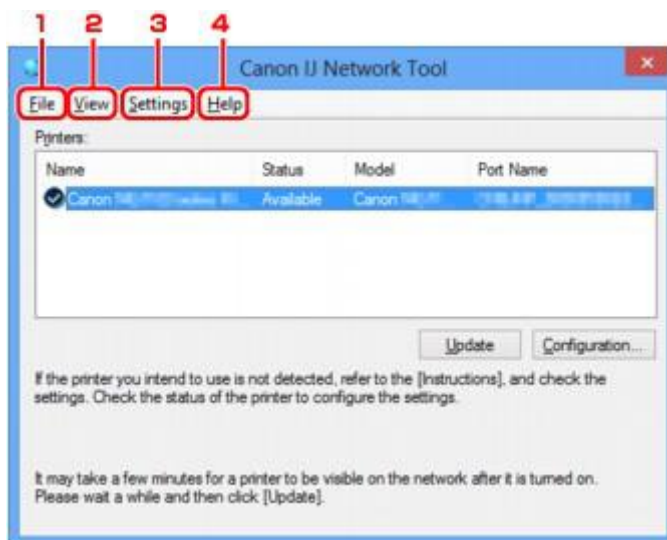 1 2 3 4
Canon IJ Network Tool
File View Settings Help
Printers:
Name Status Model Port Name
Canon Available Canon
Update Configuration...
If the printer you intend to use is not detected, refer to the [Instructions], and check the
settings. Check the status of the printer to configure the settings.
It may take a few minutes for a printer to be visible on the network after it is turned on.
Please wait a while and then click [Update].